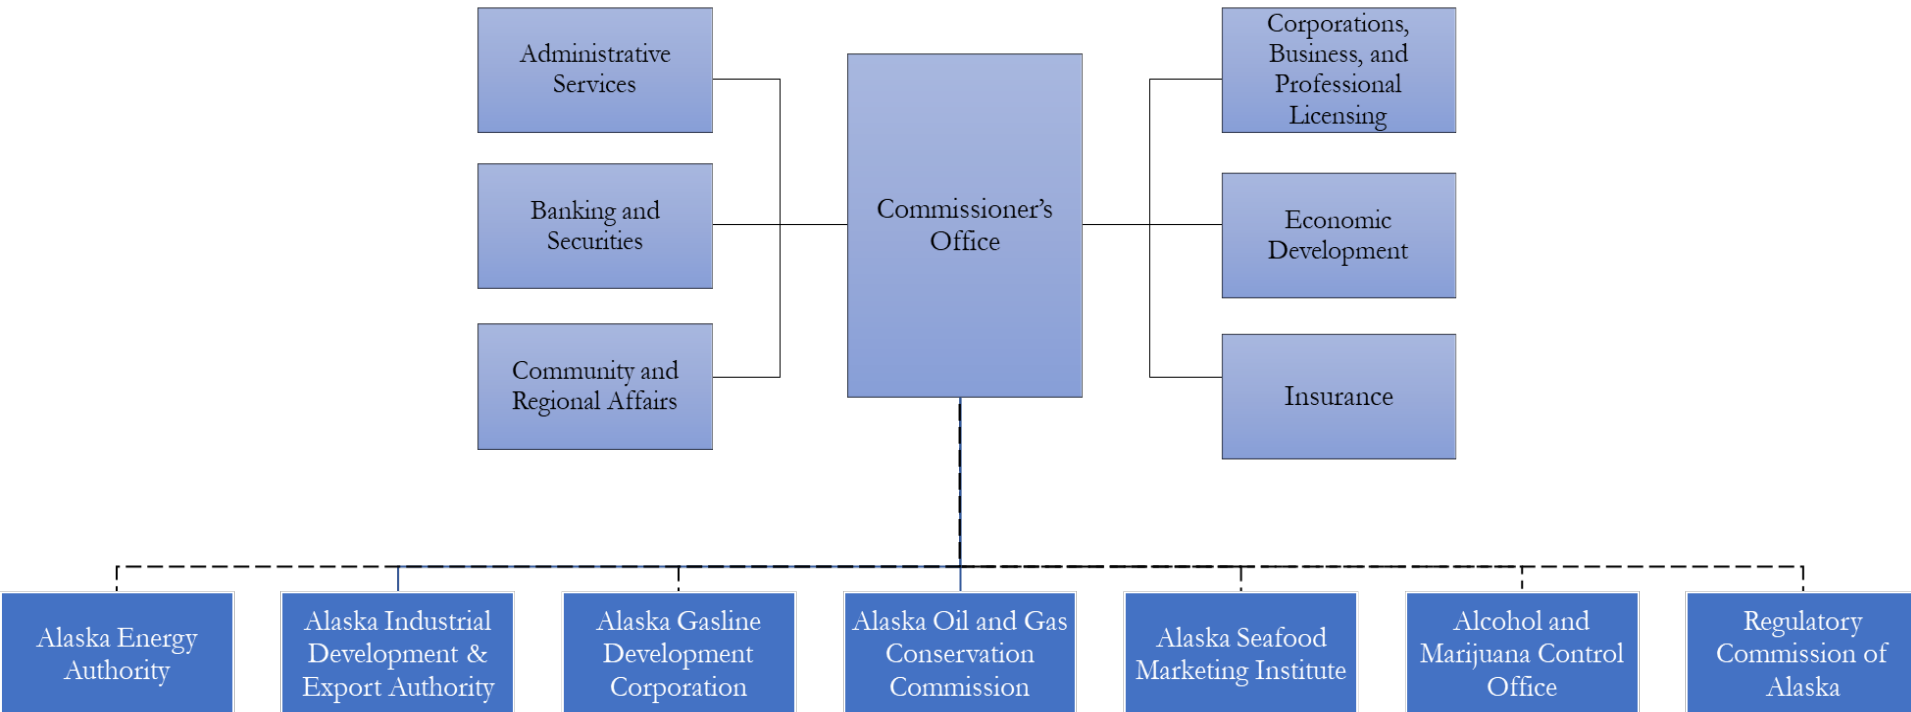 Administrative
Services
Banking and
Securities
Community and
Regional Affairs
Commissioner’s
Office
Corporations,
Business, and
Professional
Licensing
Economic
Development
Insurance
Alaska Energy
Authority
Alaska Industrial
Development &
Export Authority
Alaska Gasline
Development
Corporation
Alaska Oil and Gas
Conservation
Commission
Alaska Seafood
Marketing Institute
Alcohol and
Marijuana Control
Office
Regulatory
Commission of
Alaska